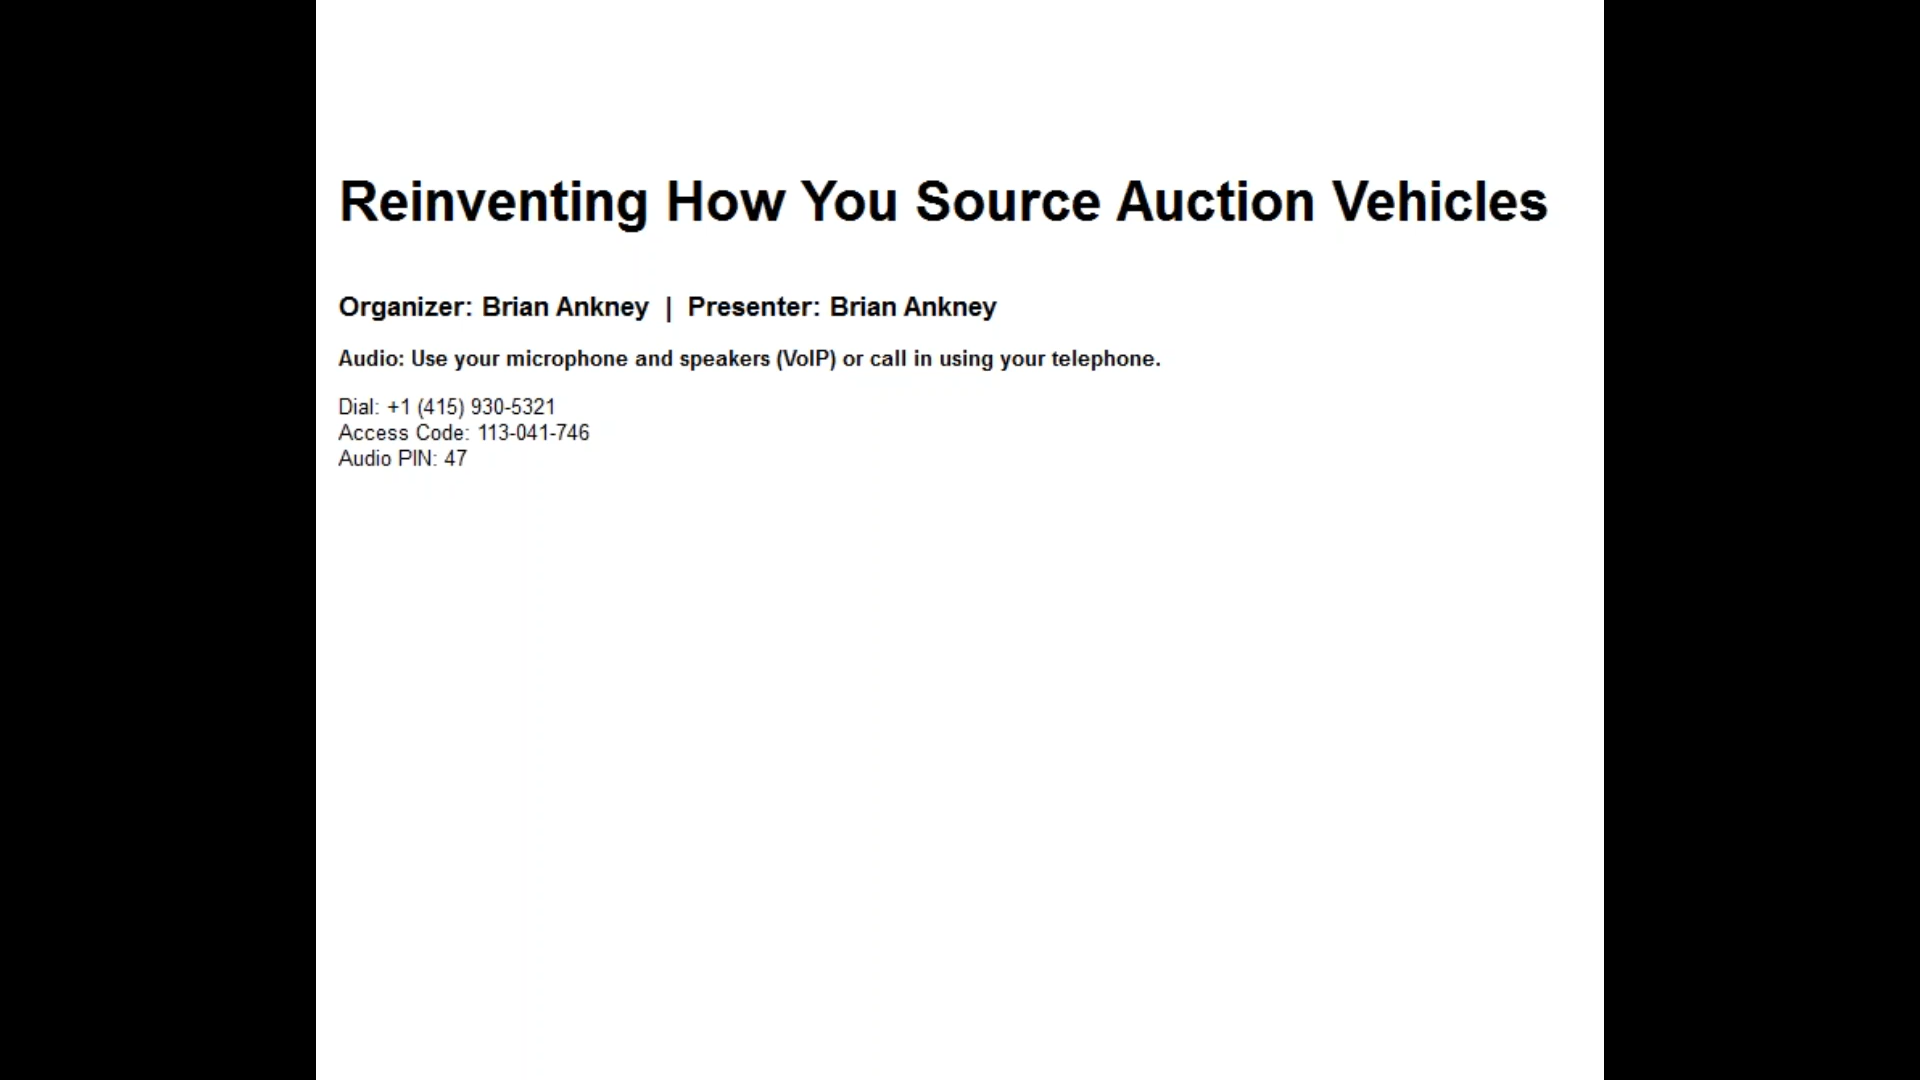 Reinventing How You Source Auction Vehicles
Organizer: Brian Ankney | Presenter: Brian Ankney
Audio: Use your microphone and speakers (VoIP) or call in using your telephone.
Dial: +1 (415) 930-5321
Access Code: 113-041-746
Audio PIN: 47